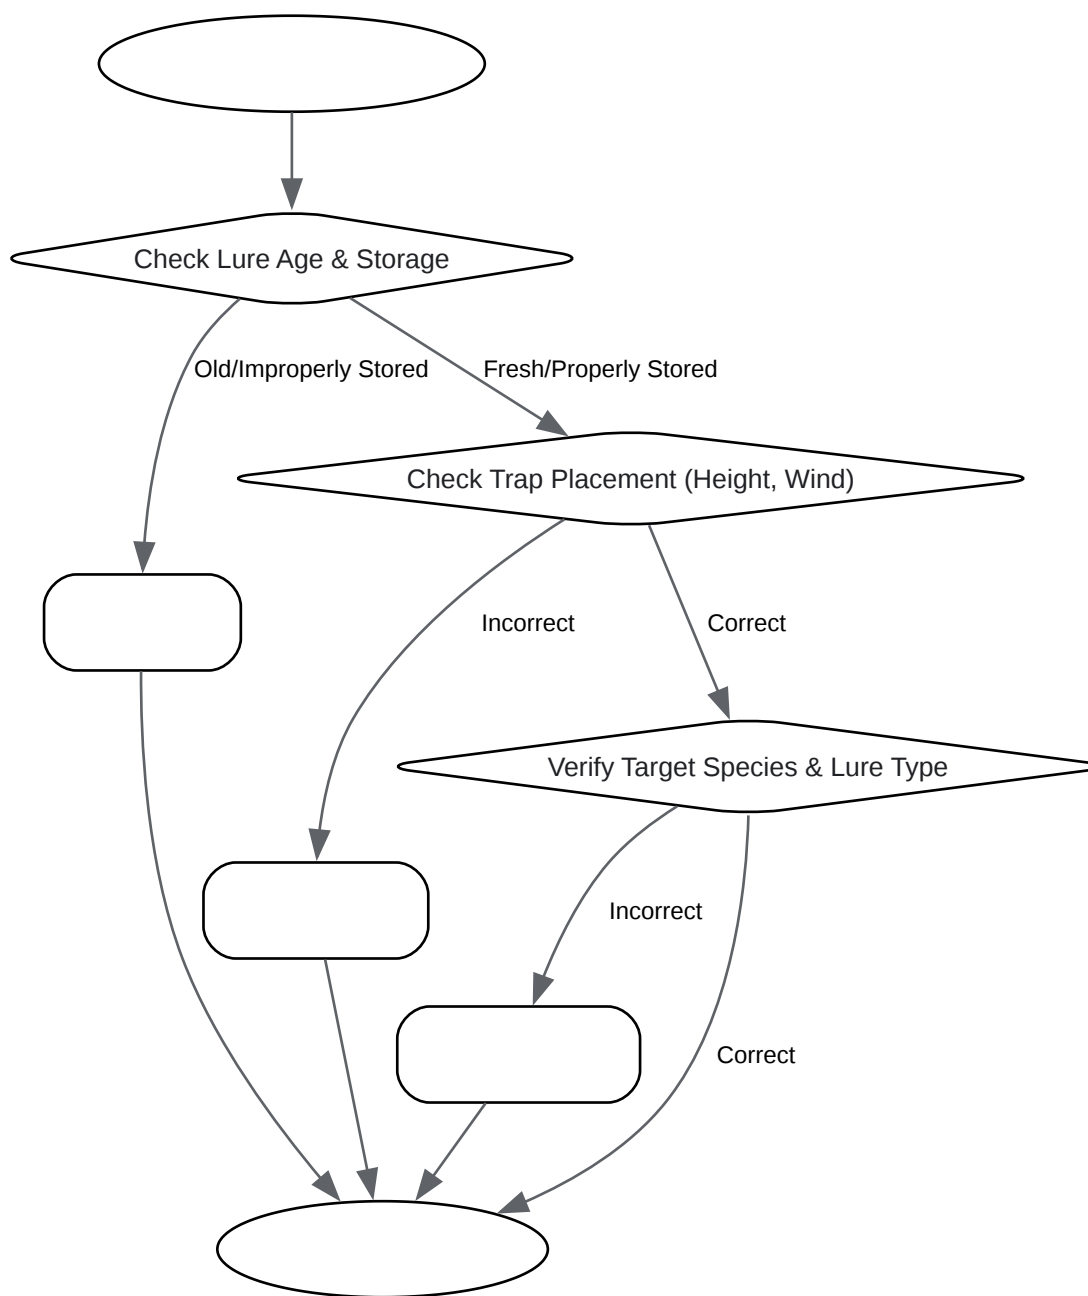 Check Lure Age & Storage
Old/Improperly Stored
Fresh/Properly Stored
Check Trap Placement (Height, Wind)
Incorrect
Correct
Verify Target Species & Lure Type
Incorrect
Correct